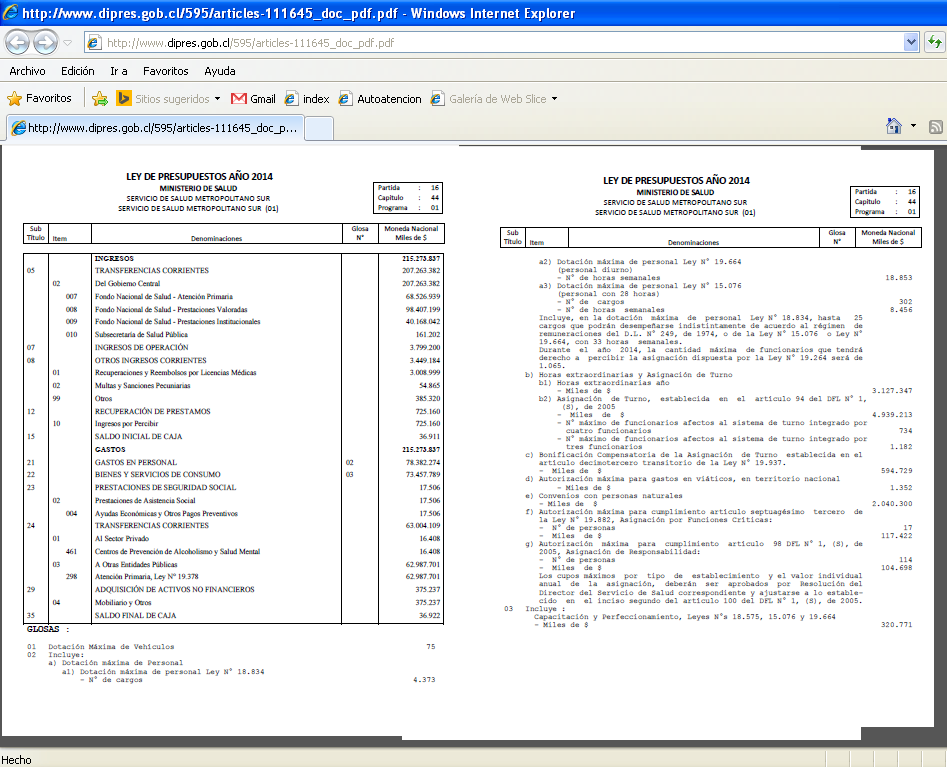 http://www.dipres.gob.cl/595/articles-111645_doc_pdf.pdf - Windows Internet Explorer
http://www.dipres.gob.cl/595/articles-111645_doc_pdf.pdf
Archivo Edición Ir a Favoritos Ayuda
Favoritos Sitios sugeridos Gmail index Autoatencion Galería de Web Slice
http://www.dipres.gob.cl/595/articles-111645_doc_p...
LEY DE PRESUPUESTOS AÑO 2014
MINISTERIO DE SALUD
SERVICIO DE SALUD METROPOLITANO SUR
SERVICIO DE SALUD METROPOLITANO SUR (01)
Partida : 16
Capítulo : 44
Programa : 01
Sub Título Item Denominaciones Glosa N° Moneda Nacional Miles de $
INGRESOS 215.273.837
05 TRANSFERENCIAS CORRIENTES 207.263.382
02 Del Gobierno Central 207.263.382
007 Fondo Nacional de Salud - Atención Primaria 68.526.939
008 Fondo Nacional de Salud - Prestaciones Valoradas 98.407.199
009 Fondo Nacional de Salud - Prestaciones Institucionales 40.168.042
010 Subsecretaría de Salud Pública 161.202
07 INGRESOS DE OPERACIÓN 3.799.200
08 OTROS INGRESOS CORRIENTES 3.449.184
01 Recuperaciones y Reembolsos por Licencias Médicas 3.008.999
02 Multas y Sanciones Pecuniarias 54.865
99 Otros 385.320
12 RECUPERACIÓN DE PRESTAMOS 725.160
10 Ingresos por Percibir 725.160
15 SALDO INICIAL DE CAJA 36.911
GASTOS 215.273.837
21 GASTOS EN PERSONAL 02 78.382.274
22 BIENES Y SERVICIOS DE CONSUMO 03 73.457.789
23 PRESTACIONES DE SEGURIDAD SOCIAL 17.506
02 Prestaciones de Asistencia Social 17.506
004 Ayudas Económicas y Otros Pagos Preventivos 17.506
24 TRANSFERENCIAS CORRIENTES 63.004.109
01 Al Sector Privado 16.408
461 Centros de Prevención de Alcoholismo y Salud Mental 16.408
03 A Otras Entidades Públicas 62.987.701
298 Atención Primaria, Ley N° 19.378 62.987.701
29 ADQUISICIÓN DE ACTIVOS NO FINANCIEROS 375.237
04 Mobiliario y Otros 375.237
35 SALDO FINAL DE CAJA 36.922
GLOSAS :
01 Dotación Máxima de Vehículos 75
02 Incluye:
a) Dotación máxima de Personal
a1) Dotación máxima de personal Ley N° 18.834
- N° de cargos 4.373
LEY DE PRESUPUESTOS AÑO 2014
MINISTERIO DE SALUD
SERVICIO DE SALUD METROPOLITANO SUR
SERVICIO DE SALUD METROPOLITANO SUR (01)
Partida : 16
Capítulo : 44
Programa : 01
Sub Título Item Denominaciones Glosa N° Moneda Nacional Miles de $
a2) Dotación máxima de personal Ley N° 19.664
(personal diurno)
- N° de horas semanales 18.853
a3) Dotación máxima de personal Ley N° 15.076
(personal con 28 horas)
- N° de cargos 302
- N° de horas semanales 8.456
Incluye, en la dotación máxima de personal Ley N° 18.834, hasta 25
cargos que podrán desempeñarse indistintamente de acuerdo al régimen de
remuneraciones del D.L. N° 249, de 1974, o de la Ley N° 15.076 o Ley N°
19.664, con 33 horas semanales.
Durante el año 2014, la cantidad máxima de funcionarios que tendrá
derecho a percibir la asignación dispuesta por la Ley N° 19.264 será de
1.065.
b) Horas extraordinarias y Asignación de Turno
b1) Horas extraordinarias año
- Miles de $ 3.127.347
b2) Asignación de Turno, establecida en el artículo 94 del DFL N° 1,
(S), de 2005
- Miles de $ 4.939.213
- N° máximo de funcionarios afectos al sistema de turno integrado por
cuatro funcionarios 734
- N° máximo de funcionarios afectos al sistema de turno integrado por
tres funcionarios 1.182
c) Bonificación Compensatoria de la Asignación de Turno establecida en el
artículo decimotercero transitorio de la Ley N° 19.937.
- Miles de $ 594.729
d) Autorización máxima para gastos en viáticos, en territorio nacional
- Miles de $ 1.352
e) Convenios con personas naturales
- Miles de $ 2.040.300
f) Autorización máxima para cumplimiento artículo septuagésimo tercero de
la Ley N° 19.882, Asignación por Funciones Críticas:
- N° de personas 17
- Miles de $ 117.422
g) Autorización máxima para cumplimiento artículo 98 DFL N° 1, (S), de
2005, Asignación de Responsabilidad:
- N° de personas 114
- Miles de $ 104.698
Los cupos máximos por tipo de establecimiento y el valor individual
anual de la asignación, deberán ser aprobados por Resolución del
Director del Servicio de Salud correspondiente y ajustarse a lo estable-
cido en el inciso segundo del artículo 100 del DFL N° 1, (S), de 2005.
03 Incluye :
Capacitación y Perfeccionamiento, Leyes N°s 18.575, 15.076 y 19.664
- Miles de $ 320.771
Hecho